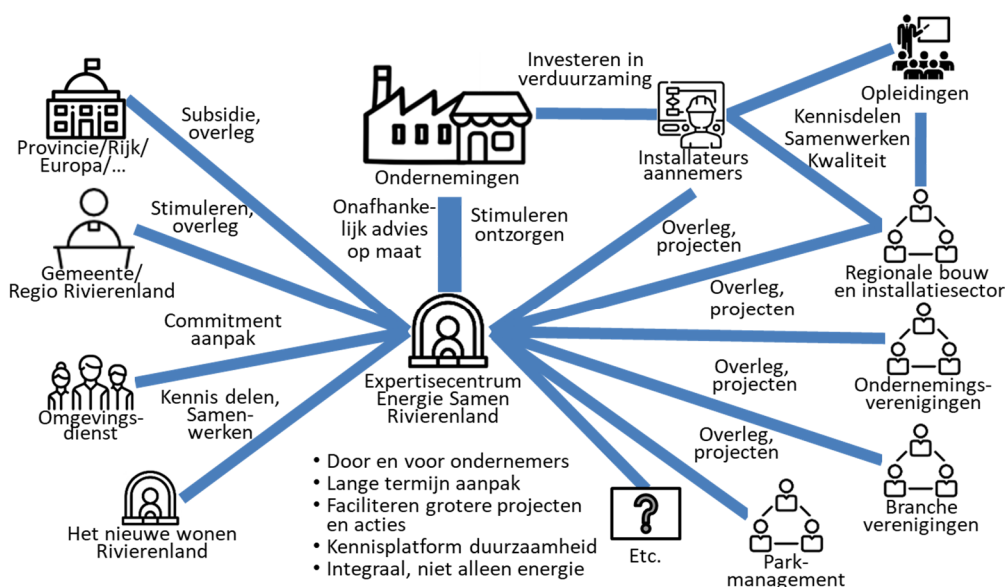 Provincie/Rijk/
Europa/...
Subsidie,
overleg
Gemeente/
Regio Rivierenland
Stimuleren,
overleg
Omgevings-
dienst
Commitment
aanpak
Het nieuwe wonen
Rivierenland
Kennis delen,
Samen-
werken
Ondernemingen
Onafhanke-
lijk advies
op maat
Stimuleren
ontzorgen
Expertisecentrum
Energie Samen
Rivierenland
• Door en voor ondernemers
• Lange termijn aanpak
• Faciliteren grotere projecten
en acties
• Kennisplatform duurzaamheid
• Integraal, niet alleen energie
Investeren in
verduurzaming
Installateurs
aannemers
Opleidingen
Kennisdelen
Samenwerken
Kwaliteit
Overleg,
projecten
Regionale bouw
en installatiesector
Overleg,
projecten
Ondernemings-
verenigingen
Overleg,
projecten
Branche
verenigingen
Overleg,
projecten
Park-
management
?
Etc.